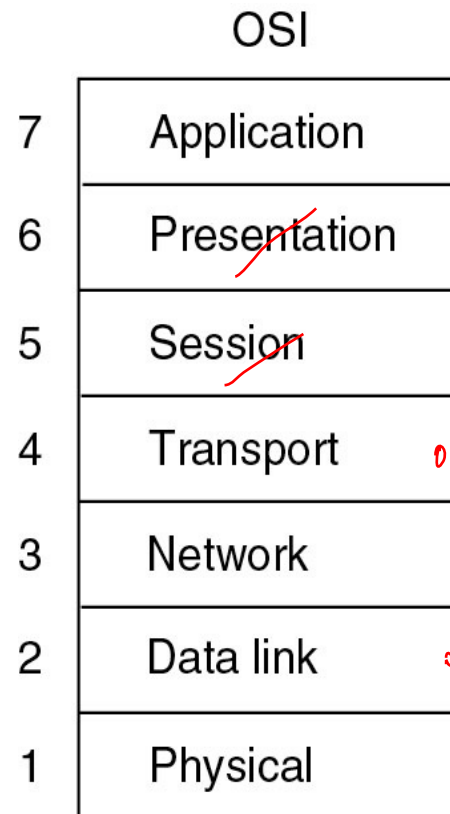 OSI
7 Application
6 Presentation
5 Session
4 Transport
3 Network
2 Data link
1 Physical